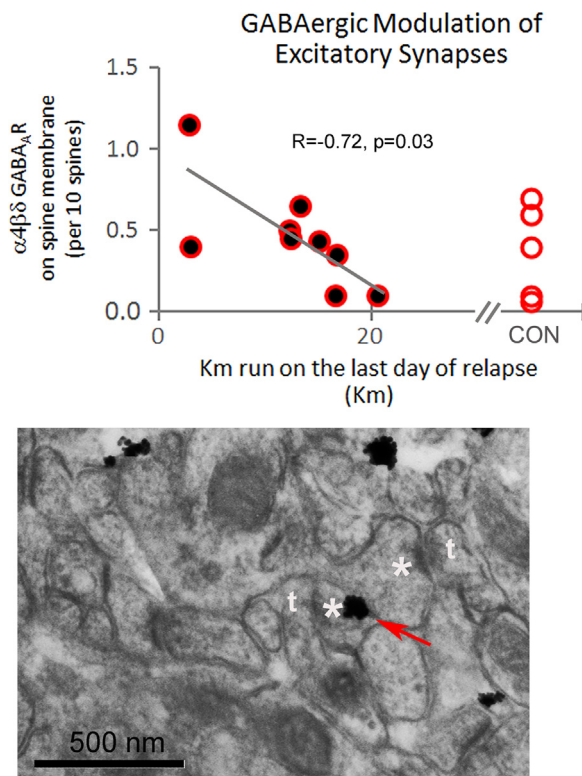 GABAergic Modulation of
Excitatory Synapses
α4βδ GABA_AR
on spine membrane
(per 10 spines)
1.5
1.0
0.5
0.0
R=-0.72, p=0.03
0
20
CON
Km run on the last day of relapse
(Km)
t
*
t
*
500 nm